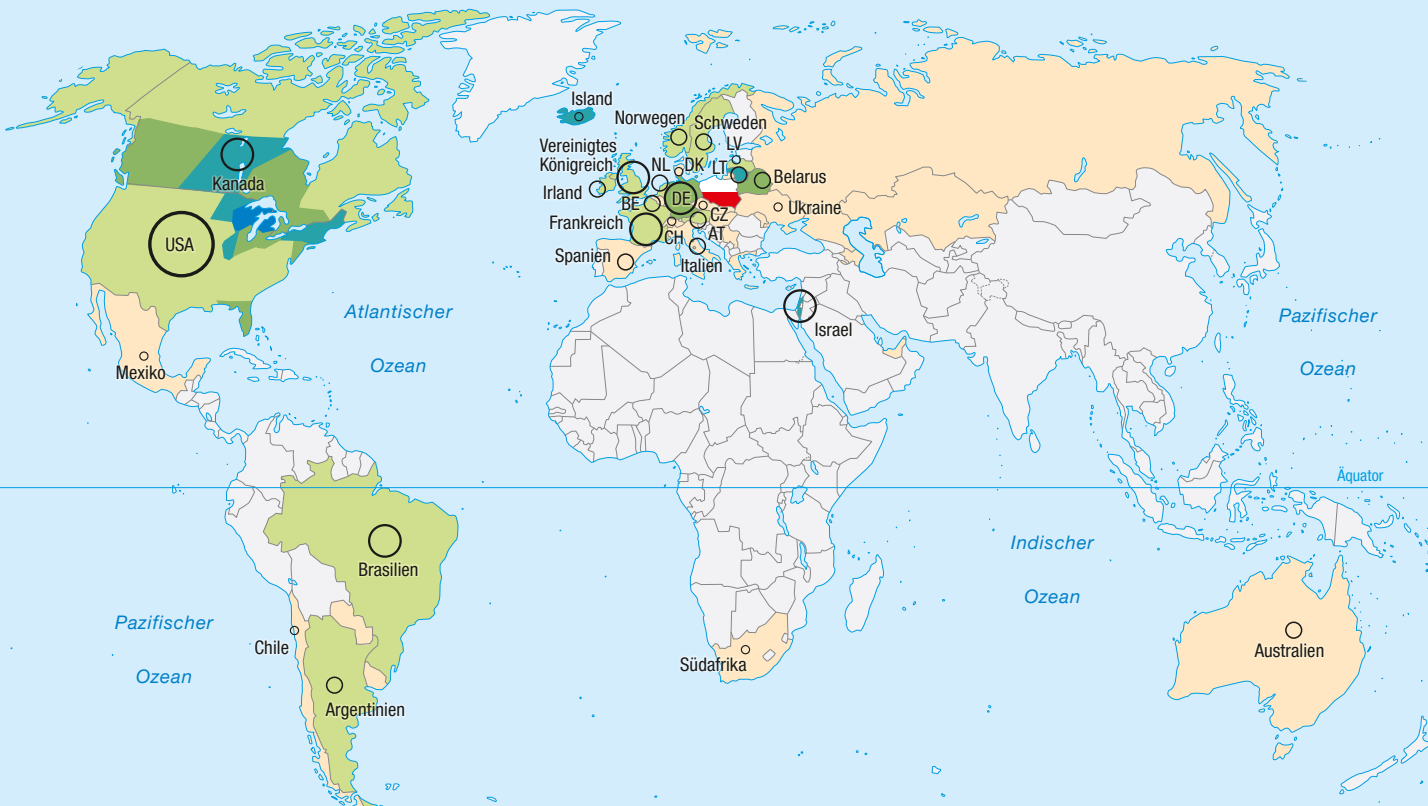 Island
Norwegen
Schweden
Vereinigtes
Königreich
NL
DK
LV
LT
Belarus
Kanada
Irland
BE
DE
CZ
Ukraine
Frankreich
CH
AT
USA
Spanien
Italien
Atlantischer
Ozean
Israel
Pazifischer
Ozean
Mexiko
Äquator
Indischer
Ozean
Brasilien
Pazifischer
Ozean
Chile
Südafrika
Australien
Argentinien